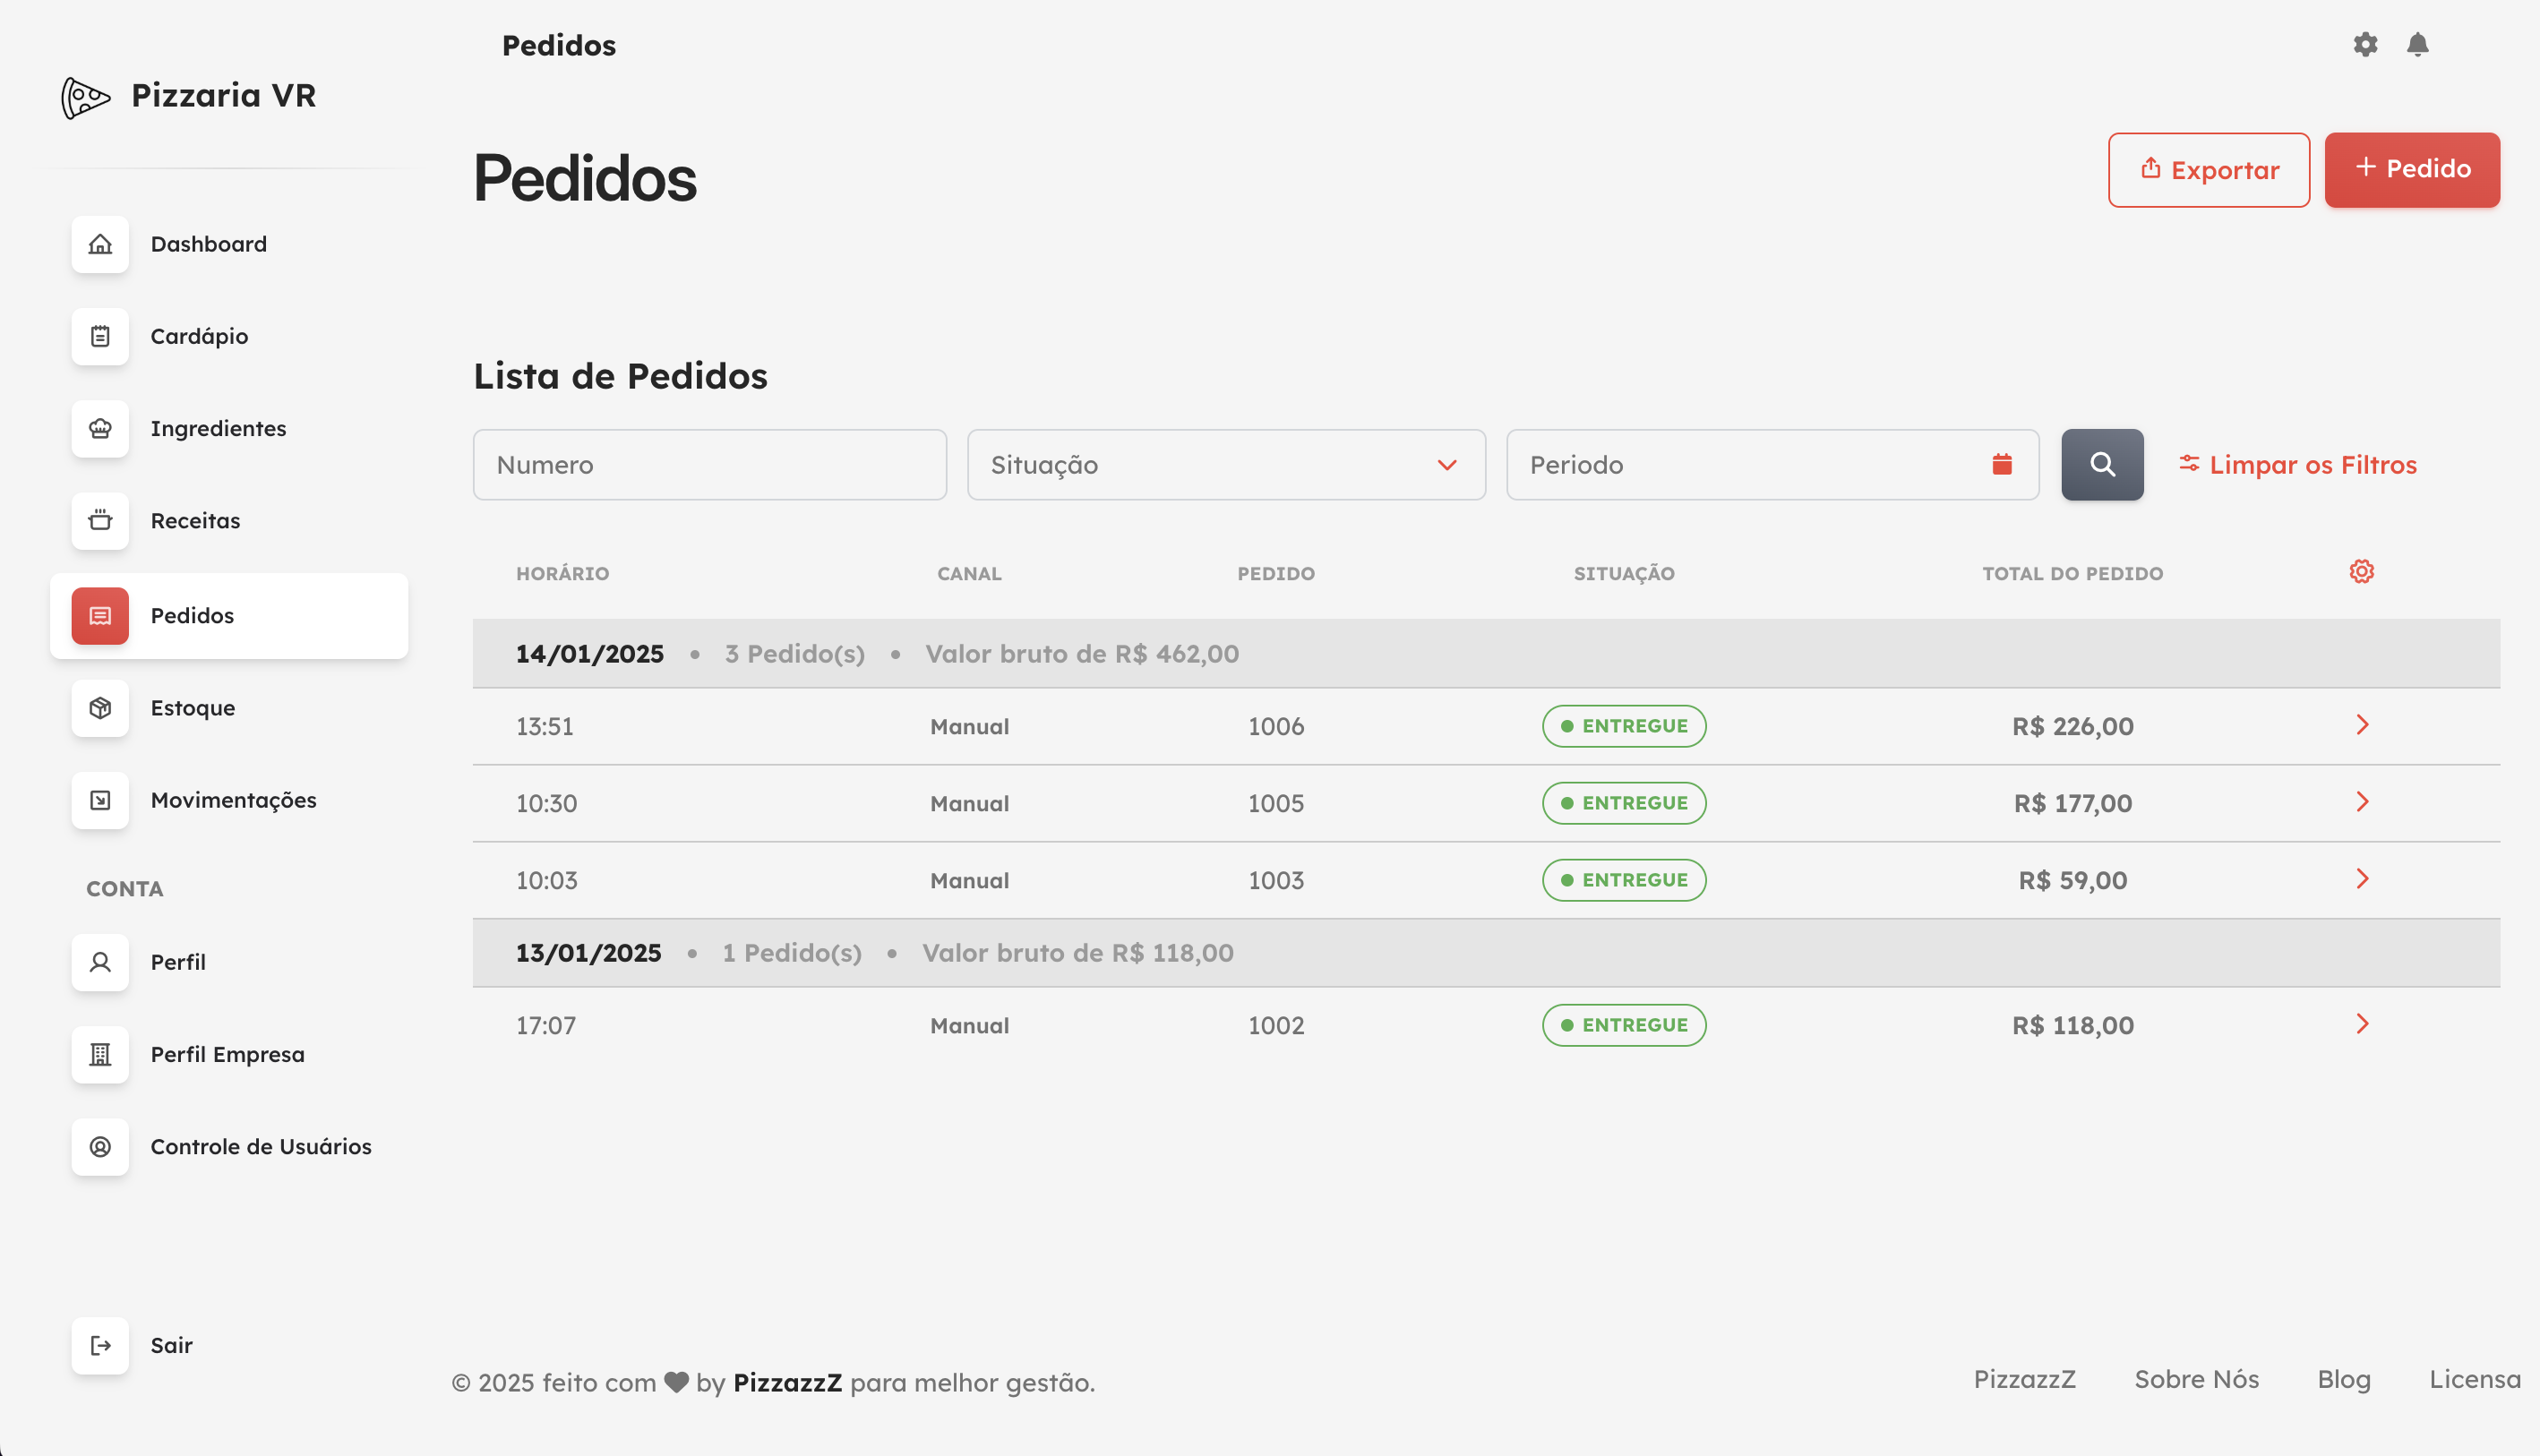 Pizzaria VR
Dashboard
Cardápio
Ingredientes
Receitas
Pedidos
Estoque
Movimentações
CONTA
Perfil
Perfil Empresa
Controle de Usuários
Sair
Pedidos
Pedidos
Exportar
+ Pedido
Lista de Pedidos
Numero
Situação
Periodo
Limpar os Filtros
HORÁRIO CANAL PEDIDO SITUAÇÃO TOTAL DO PEDIDO
14/01/2025 • 3 Pedido(s) • Valor bruto de R$ 462,00
13:51 Manual 1006 ENTREGUE R$ 226,00
10:30 Manual 1005 ENTREGUE R$ 177,00
10:03 Manual 1003 ENTREGUE R$ 59,00
13/01/2025 • 1 Pedido(s) • Valor bruto de R$ 118,00
17:07 Manual 1002 ENTREGUE R$ 118,00
© 2025 feito com ♥ by PizzazzZ para melhor gestão.
PizzazzZ Sobre Nós Blog Licensa